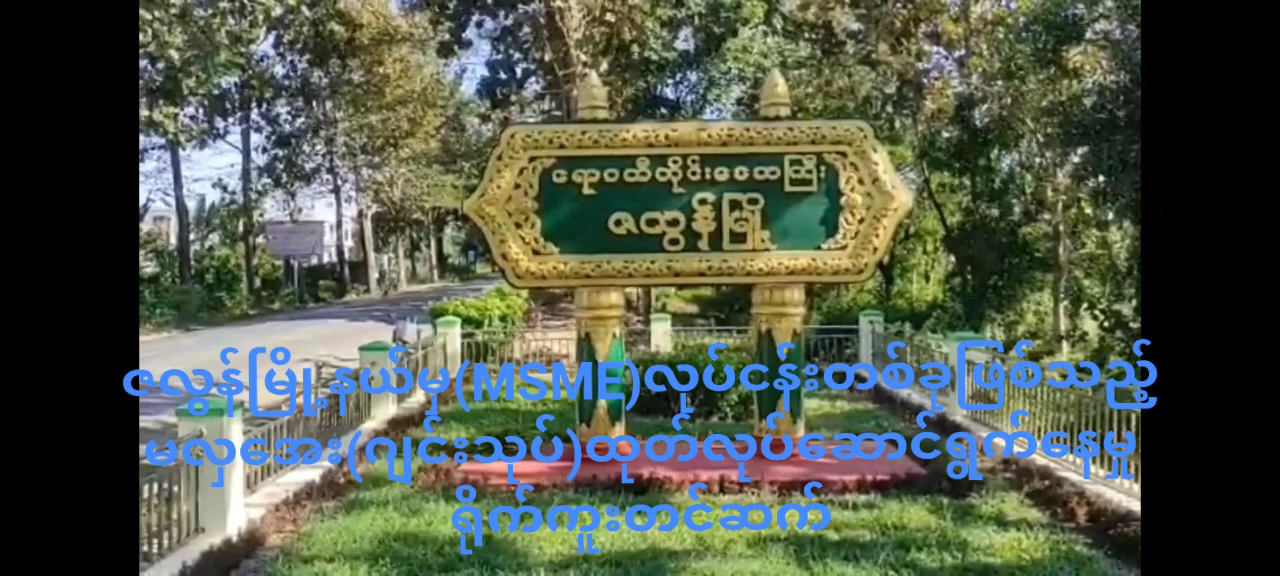 ဧရာဝတီတိုင်းဒေသကြီး
ဇလွန်မြို့
ဇလွန်မြို့နယ်မှ(MSME)လုပ်ငန်းတစ်ခုဖြစ်သည့်
မလှအေး(ဂျင်းသုပ်)ထုတ်လုပ်ဆောင်ရွက်နေမှု
ရိုက်ကူးတင်ဆက်